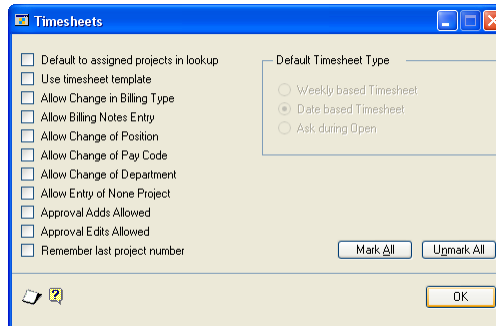 Timesheets
Default to assigned projects in lookup
Use timesheet template
Allow Change in Billing Type
Allow Billing Notes Entry
Allow Change of Position
Allow Change of Pay Code
Allow Change of Department
Allow Entry of None Project
Approval Adds Allowed
Approval Edits Allowed
Remember last project number
Default Timesheet Type
Weekly based Timesheet
Date based Timesheet
Ask during Open
Mark All
Unmark All
OK